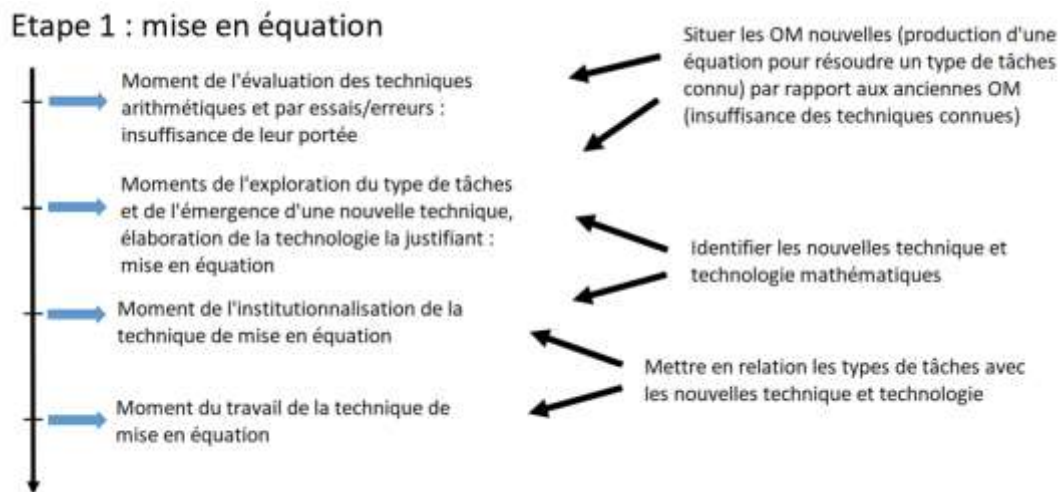 Etape 1 : mise en équation
Moment de l'évaluation des techniques
arithmétiques et par essais/erreurs :
insuffisance de leur portée
Moments de l'exploration du type de tâches
et de l'émergence d'une nouvelle technique,
élaboration de la technologie la justifiant :
mise en équation
Moment de l'institutionnalisation de la
technique de mise en équation
Moment du travail de la technique de
mise en équation
Situer les OM nouvelles (production d'une
équation pour résoudre un type de tâches
connu) par rapport aux anciennes OM
(insuffisance des techniques connues)
Identifier les nouvelles technique et
technologie mathématiques
Mettre en relation les types de tâches avec
les nouvelles technique et technologie